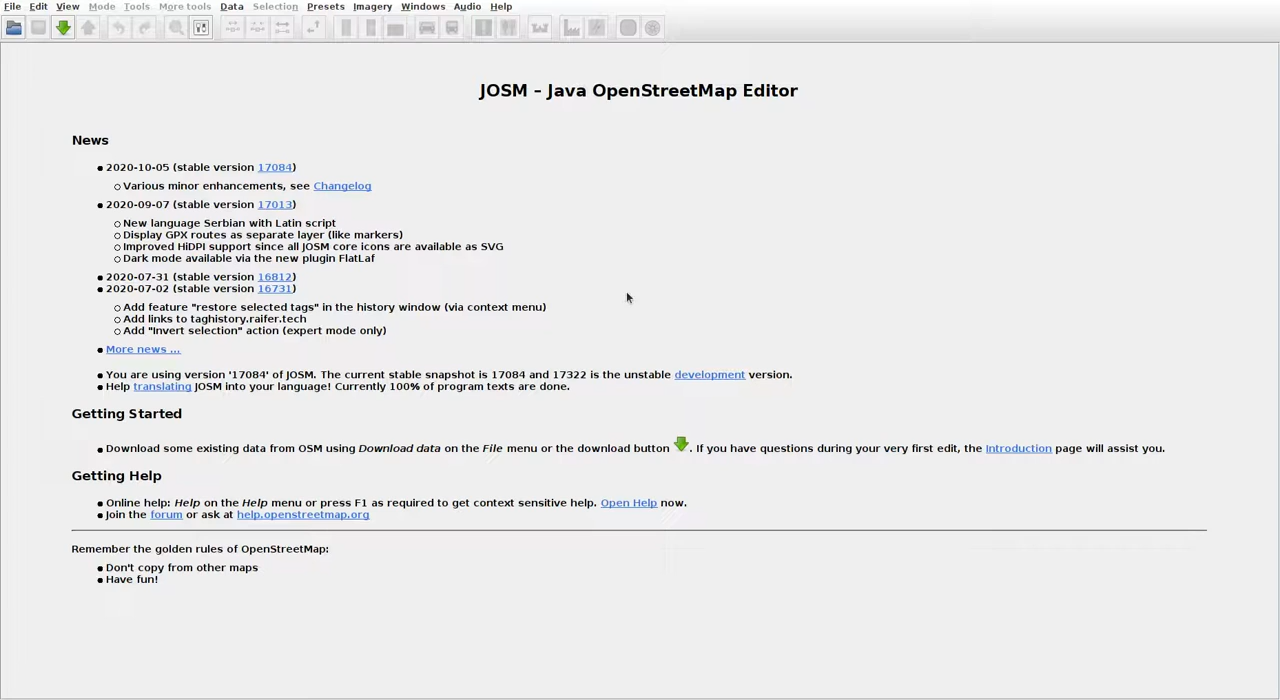 File Edit View Mode Tools More tools Data Selection Presets Imagery Windows Audio Help
JOSM – Java OpenStreetMap Editor
News
2020-10-05 (stable version 17084)
Various minor enhancements, see Changelog
2020-09-07 (stable version 17013)
New language Serbian with Latin script
Display GPX routes as separate layer (like markers)
Improved HiDPI support since all JOSM core icons are available as SVG
Dark mode available via the new plugin FlatLaf
2020-07-31 (stable version 16812)
2020-07-02 (stable version 16731)
Add feature "restore selected tags" in the history window (via context menu)
Add links to taghistory.raifer.tech
Add "Invert selection" action (expert mode only)
More news ...
You are using version '17084' of JOSM. The current stable snapshot is 17084 and 17322 is the unstable development version.
Help translating JOSM into your language! Currently 100% of program texts are done.
Getting Started
Download some existing data from OSM using Download data on the File menu or the download button . If you have questions during your very first edit, the Introduction page will assist you.
Getting Help
Online help: Help on the Help menu or press F1 as required to get context sensitive help. Open Help now.
Join the forum or ask at help.openstreetmap.org
Remember the golden rules of OpenStreetMap:
Don't copy from other maps
Have fun!